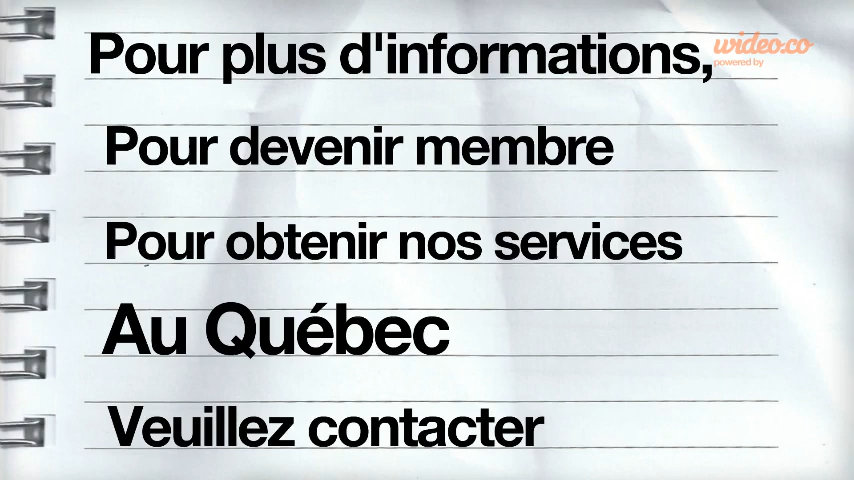 Pour plus d'informations,
wideo.co
powered by
Pour devenir membre
Pour obtenir nos services
Au Québec
Veuillez contacter